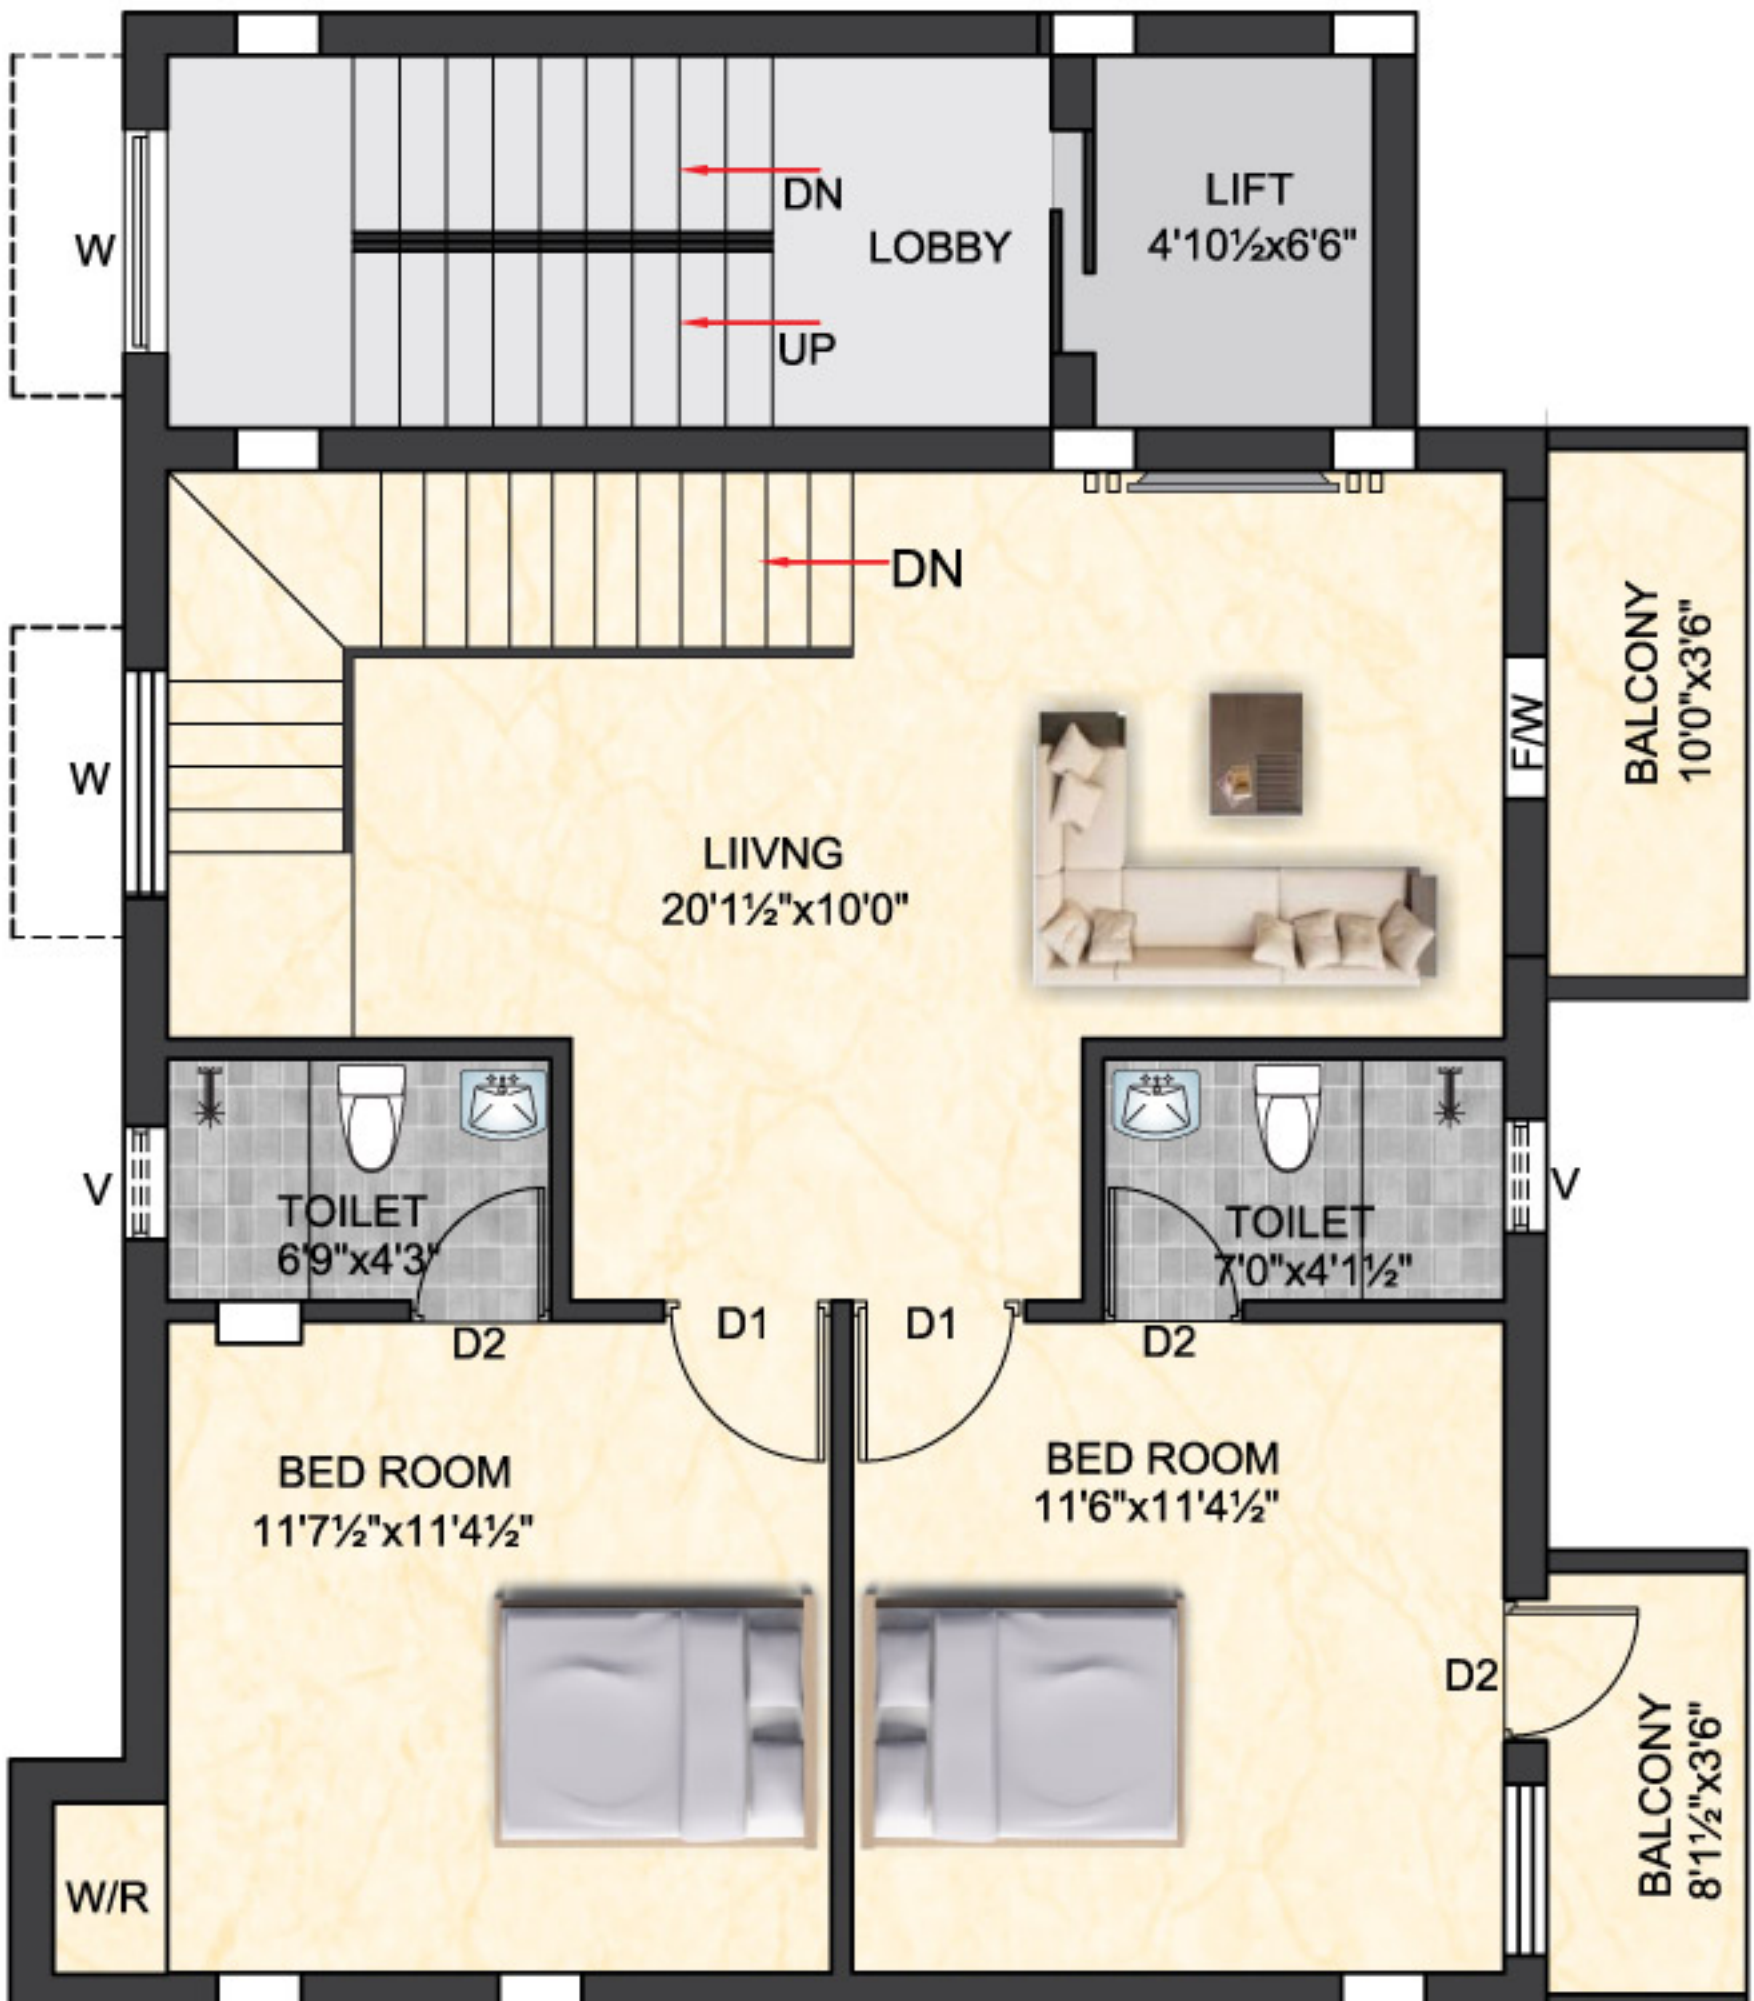 DN
W
LOBBY
LIFT
4'10½x6'6"
UP
DN
BALCONY
10'0"x3'6"
F/W
W
LIIVNG
20'1½"x10'0"
V
TOILET
6'9"x4'3"
TOILET
7'0"x4'1½"
V
D2
D1
D1
D2
BED ROOM
11'7½"x11'4½"
BED ROOM
11'6"x11'4½"
D2
BALCONY
8'1½"x3'6"
W/R